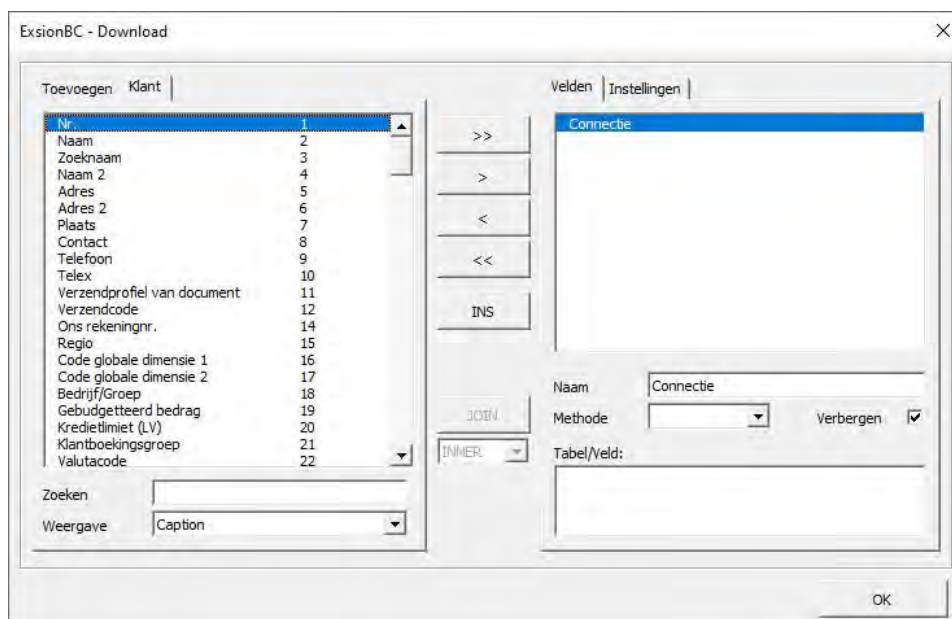 ExsionBC - Download
Toevoegen Klant
Nr. 1
Naam 2
Zoeknaam 3
Naam 2 4
Adres 5
Adres 2 6
Plaats 7
Contact 8
Telefoon 9
Telex 10
Verzendprofiel van document 11
Verzendcode 12
Ons rekeningnr. 14
Regio 15
Code globale dimensie 1 16
Code globale dimensie 2 17
Bedrijf/Groep 18
Gebudgetteerd bedrag 19
Kredietlimiet (LV) 20
Klantboekingsgroep 21
Valutacode 22
Zoeken
Weergave Caption
>>
>
<
<<
INS
JOIN
INNER
Velden Instellingen
Connectie
Naam Connectie
Methode Verbergen
Tabel/Veld:
OK